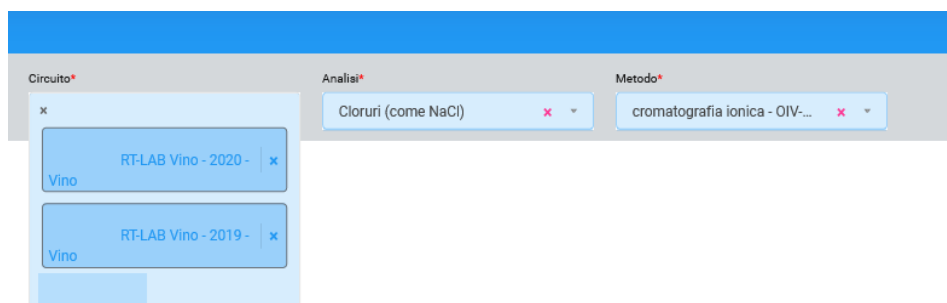 Circuito* Analisi* Metodo*
× Cloruri (come NaCl) × cromatografia ionica - OIV-... ×
RT-LAB Vino - 2020 - ×
Vino
RT-LAB Vino - 2019 - ×
Vino